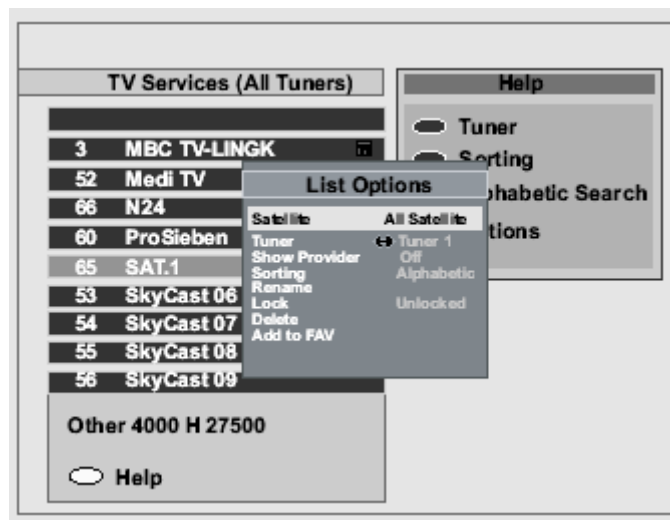 TV Services (All Tuners)
3 MBC TV-LINGK
52 Medi TV
66 N24
60 ProSieben
65 SAT.1
53 SkyCast 06
54 SkyCast 07
55 SkyCast 08
56 SkyCast 09
Other 4000 H 27500
Help
List Options
Satellite All Satellite
Tuner Tuner 1
Show Provider Off
Sorting Alphabetic
Rename
Lock Unlocked
Delete
Add to FAV
Help
Tuner
Sorting
phabetic Search
tions